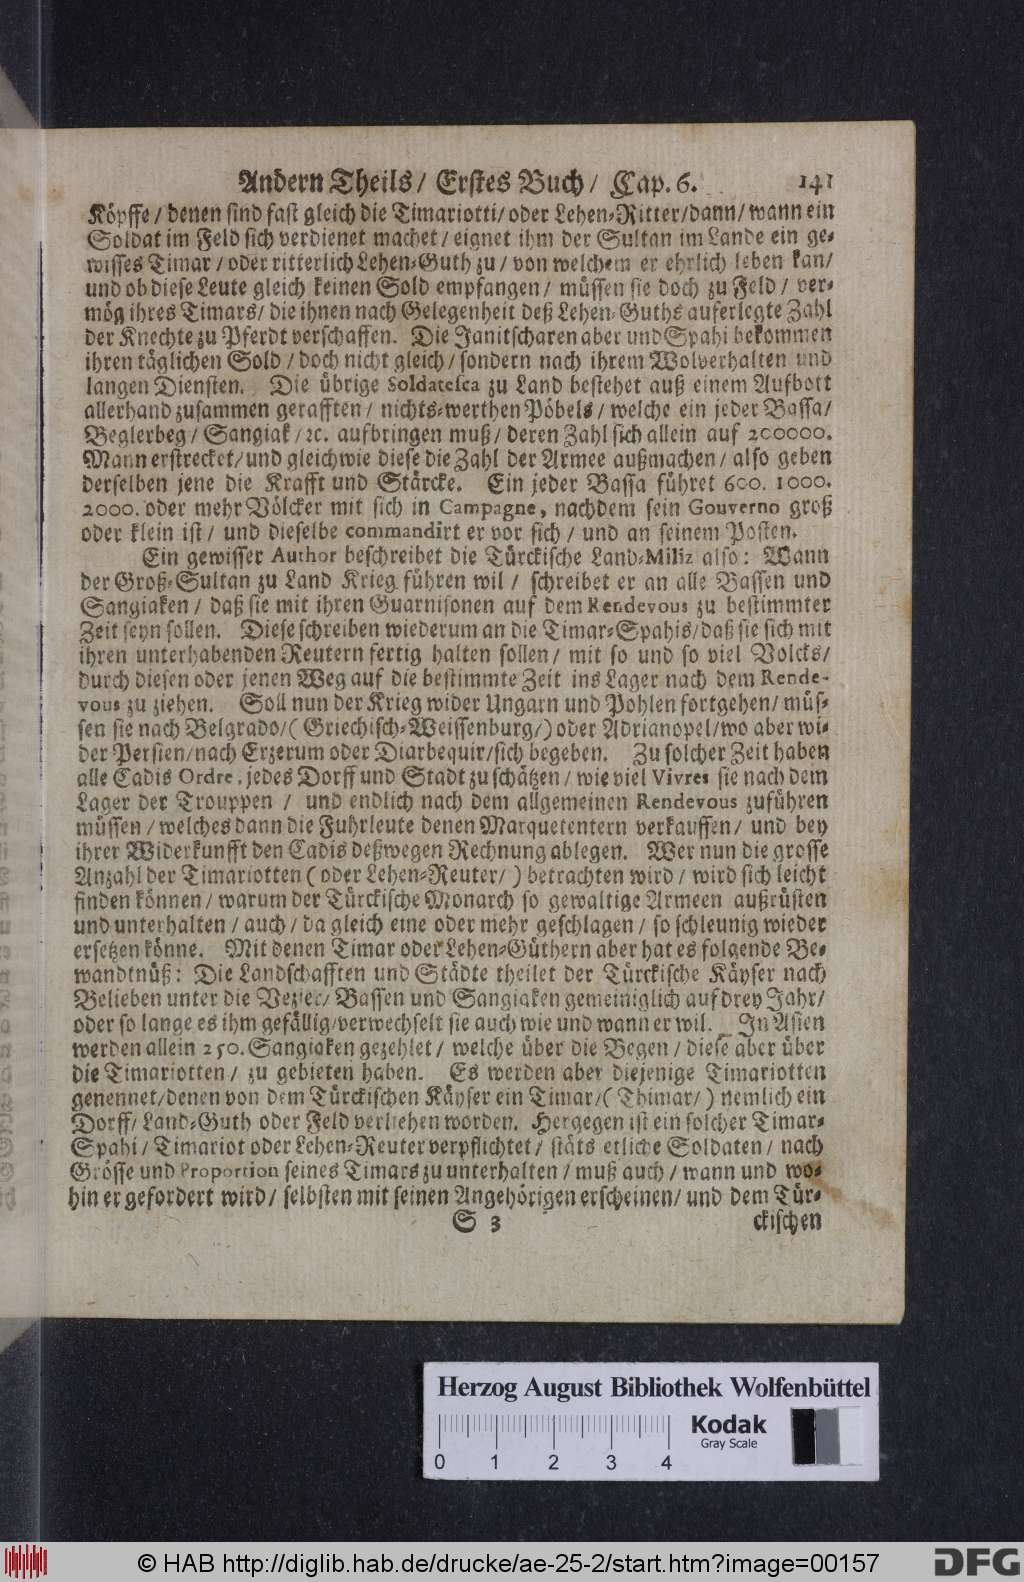 Andern Theils/ Erstes Buch/ Cap. 6. 141
Köpffe/ denen sind fast gleich die Timariotti/ oder Lehen-Ritter/dann/ wann ein
Soldat im Feld sich verdienet machet/ eignet ihm der Sultan im Lande ein ge-
wisses Timar/ oder ritterlich Lehen-Guth zu/ von welchem er ehrlich leben kan/
und ob diese Leute gleich keinen Sold empfangen/ müssen sie doch zu Feld/ ver-
mög ihres Timars/ die ihnen nach Gelegenheit deß Lehen-Guths auferlegte Zahl
der Knechte zu Pferdt verschaffen. Die Janitscharen aber und Spahi bekommen
ihren täglichen Sold/ doch nicht gleich/ sondern nach ihrem Wolverhalten und
langen Diensten. Die übrige Soldatesca zu Land bestehet auß einem Aufbott
allerhand zusammen gerafften/ nichts-werthen Pöbels/ welche ein jeder Bassa/
Beglerbeg/ Sangiak/ ꝛc. aufbringen muß/ deren Zahl sich allein auf 200000.
Mann erstrecket/ und gleichwie diese die Zahl der Armee außmachen/ also geben
derselben jene die Krafft und Stärcke. Ein jeder Bassa führet 600. 1000.
2000. oder mehr Völcker mit sich in Campagne, nachdem sein Gouverno groß
oder klein ist/ und dieselbe commandirt er vor sich/ und an seinem Posten.
Ein gewisser Author beschreibet die Türckische Land-Miliz also: Wann
der Groß-Sultan zu Land Krieg führen wil/ schreibet er an alle Bassen und
Sangiaken/ daß sie mit ihren Guarnisonen auf dem Rendevous zu bestimmter
Zeit seyn sollen. Diese schreiben wiederum an die Timar-Spahis/ daß sie sich mit
ihren unterhabenden Reutern fertig halten sollen/ mit so und so viel Volcks/
durch diesen oder jenen Weg auf die bestimmte Zeit ins Lager nach dem Rende-
vous zu ziehen. Soll nun der Krieg wider Ungarn und Pohlen fortgehen/ müs-
sen sie nach Belgrado/ (Griechisch-Weissenburg/) oder Adrianopel/ wo aber wi-
der Persien/ nach Erzerum oder Diarbequir/ sich begeben. Zu solcher Zeit haben
alle Cadis Ordre, jedes Dorff und Stadt zu schätzen/ wie viel Vivres sie nach dem
Lager der Trouppen/ und endlich nach dem allgemeinen Rendevous zuführen
müssen/ welches dann die Fuhrleute denen Marquetentern verkauffen/ und bey
ihrer Widerkunfft den Cadis deßwegen Rechnung ablegen. Wer nun die grosse
Anzahl der Timariotten (oder Lehen-Reuter/) betrachten wird/ wird sich leicht
finden können/ warum der Türckische Monarch so gewaltige Armeen außrüsten
und unterhalten/ auch/ da gleich eine oder mehr geschlagen/ so schleunig wieder
ersetzen könne. Mit denen Timar oder Lehen-Güthern aber hat es folgende Be-
wandtnüß: Die Landschafften und Städte theilet der Türckische Käyser nach
Belieben unter die Vezier/ Bassen und Sangiaken gemeiniglich auf drey Jahr/
oder so lange es ihm gefällig/ verwechselt sie auch wie und wann er wil. In Asien
werden allein 250. Sangiaken gezehlet/ welche über die Begen/ diese aber über
die Timariotten/ zu gebieten haben. Es werden aber diejenige Timariotten
genennet/ denen von dem Türckischen Käyser ein Timar/ (Thimar/) nemlich ein
Dorff/ Land-Guth oder Feld verliehen worden. Hergegen ist ein solcher Timar-
Spahi/ Timariot oder Lehen-Reuter verpflichtet/ stäts etliche Soldaten/ nach
Grösse und Proportion seines Timars zu unterhalten/ muß auch/ wann und wo-
hin er gefordert wird/ selbsten mit seinen Angehörigen erscheinen/ und dem Tür-
S 3 ckischen
Herzog August Bibliothek Wolfenbüttel
Kodak
Gray Scale
0 1 2 3 4
© HAB http://diglib.hab.de/drucke/ae-25-2/start.htm?image=00157
DFG